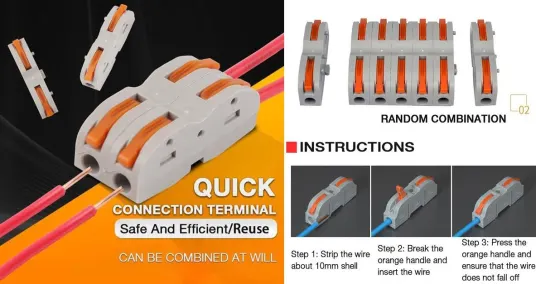 QUICK
CONNECTION TERMINAL
Safe And Efficient/Reuse
CAN BE COMBINED AT WILL
RANDOM COMBINATION
02
INSTRUCTIONS
Step 1: Strip the wire
about 10mm shell
Step 2: Break the
orange handle and
insert the wire
Step 3: Press the
orange handle and
ensure that the wire
does not fall off